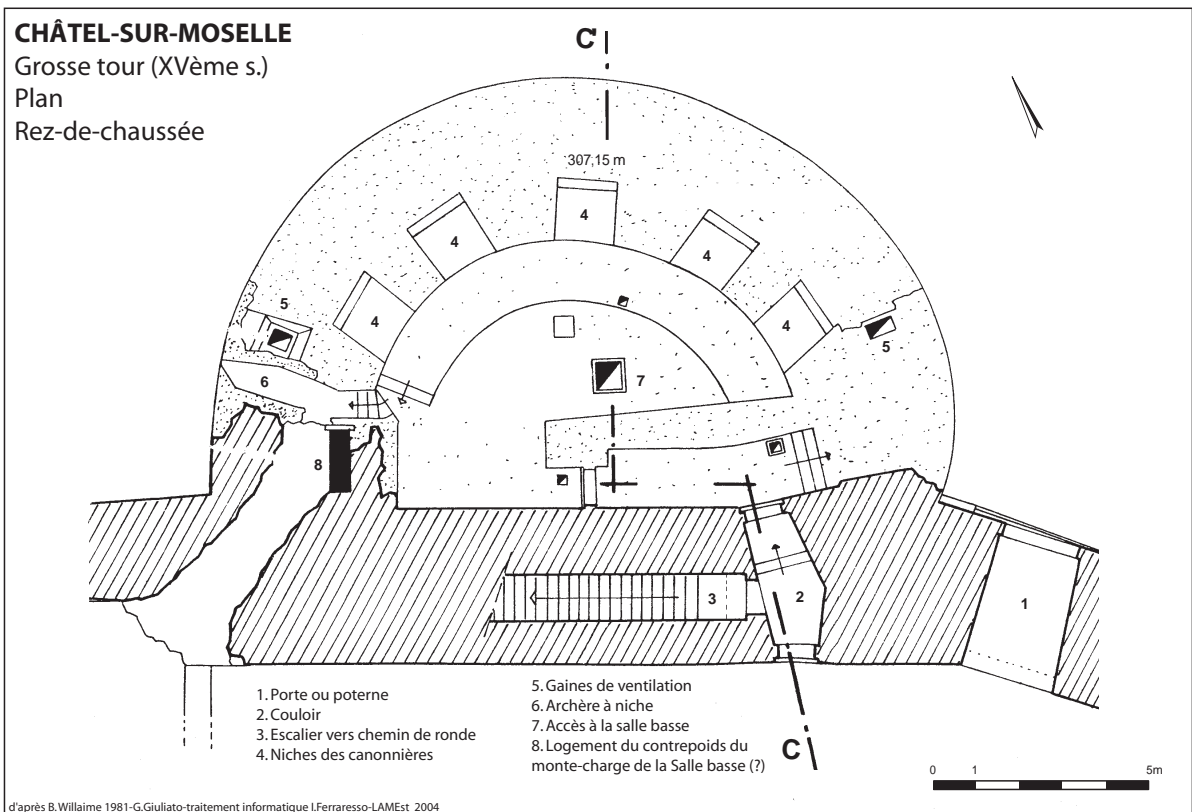 CHÂTEL-SUR-MOSELLE
Grosse tour (XVème s.)
Plan
Rez-de-chaussée
C'
307,15 m
4
4
4
4
4
5
5
6
7
8
3
2
1
C
1. Porte ou poterne
2. Couloir
3. Escalier vers chemin de ronde
4. Niches des canonnières
5. Gaines de ventilation
6. Archère à niche
7. Accès à la salle basse
8. Logement du contrepoids du
monte-charge de la Salle basse (?)
0 1 5m
d'après B.Willaime 1981-G.Giuliato-traitement informatique I.Ferraresso-LAMEst 2004